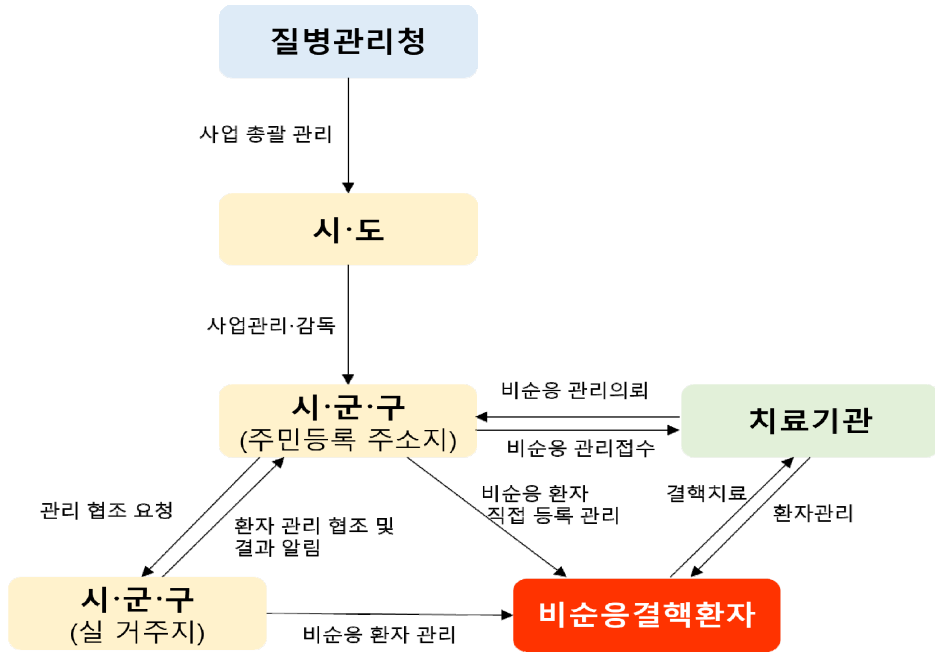 질병관리청
사업 총괄 관리
시·도
사업관리·감독
시·군·구
(주민등록 주소지)
비순응 관리의뢰
비순응 관리접수
치료기관
관리 협조 요청
환자 관리 협조 및
결과 알림
비순응 환자
직접 등록 관리
결핵치료
환자관리
시·군·구
(실 거주지)
비순응 환자 관리
비순응결핵환자